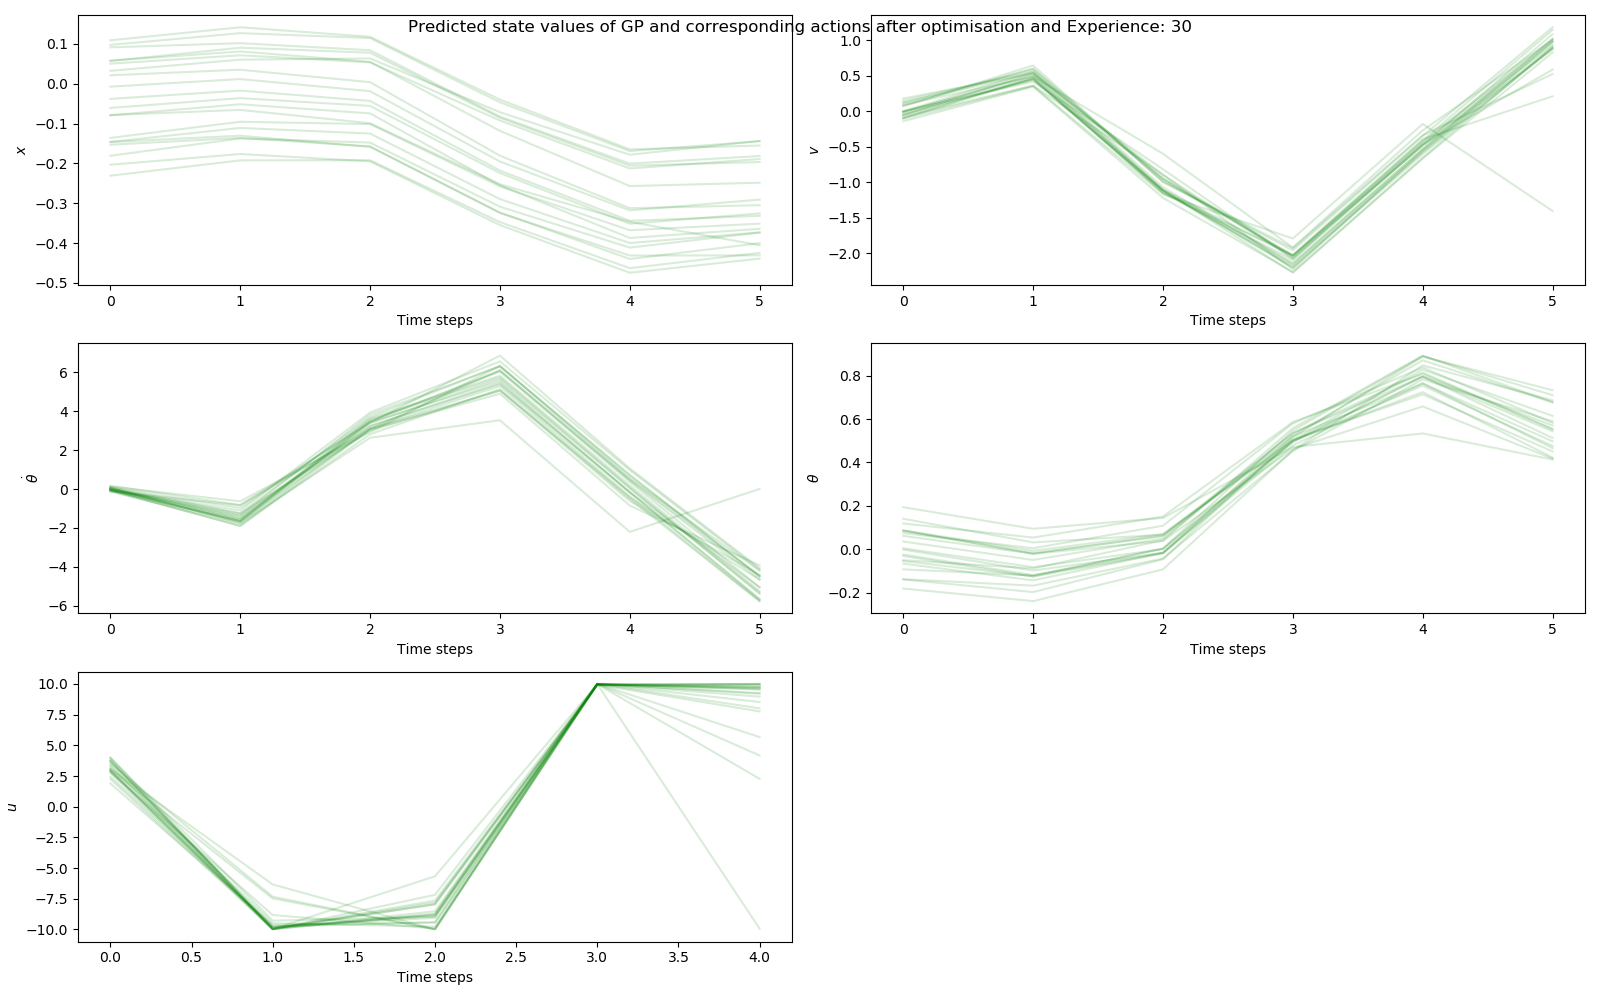 Predicted state values of GP and corresponding actions after optimisation and Experience: 30
0.1
0.0
−0.1
−0.2
−0.3
−0.4
−0.5
x
0 1 2 3 4 5
Time steps
1.0
0.5
0.0
−0.5
−1.0
−1.5
−2.0
v
0 1 2 3 4 5
Time steps
6
4
2
0
−2
−4
−6
θ̇
0 1 2 3 4 5
Time steps
0.8
0.6
0.4
0.2
0.0
−0.2
θ
0 1 2 3 4 5
Time steps
10.0
7.5
5.0
2.5
0.0
−2.5
−5.0
−7.5
−10.0
u
0.0 0.5 1.0 1.5 2.0 2.5 3.0 3.5 4.0
Time steps